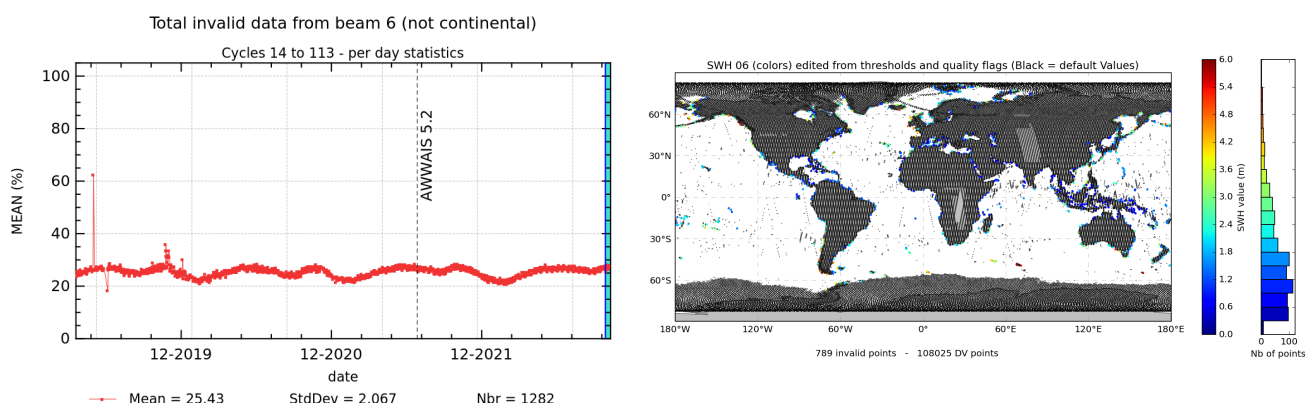 Total invalid data from beam 6 (not continental)
Cycles 14 to 113 - per day statistics
100
80
60
40
20
0
MEAN (%)
AWWAIS 5.2
12-2019
12-2020
12-2021
date
Mean = 25.43
StdDev = 2.067
Nbr = 1282
SWH 06 (colors) edited from thresholds and quality flags (Black = default Values)
60°N
30°N
0°
30°S
60°S
180°W
120°W
60°W
0°
60°E
120°E
180°E
789 invalid points - 108025 DV points
6.0
5.4
4.8
4.2
3.6
3.0
2.4
1.8
1.2
0.6
0.0
SWH value (m)
0
100
Nb of points